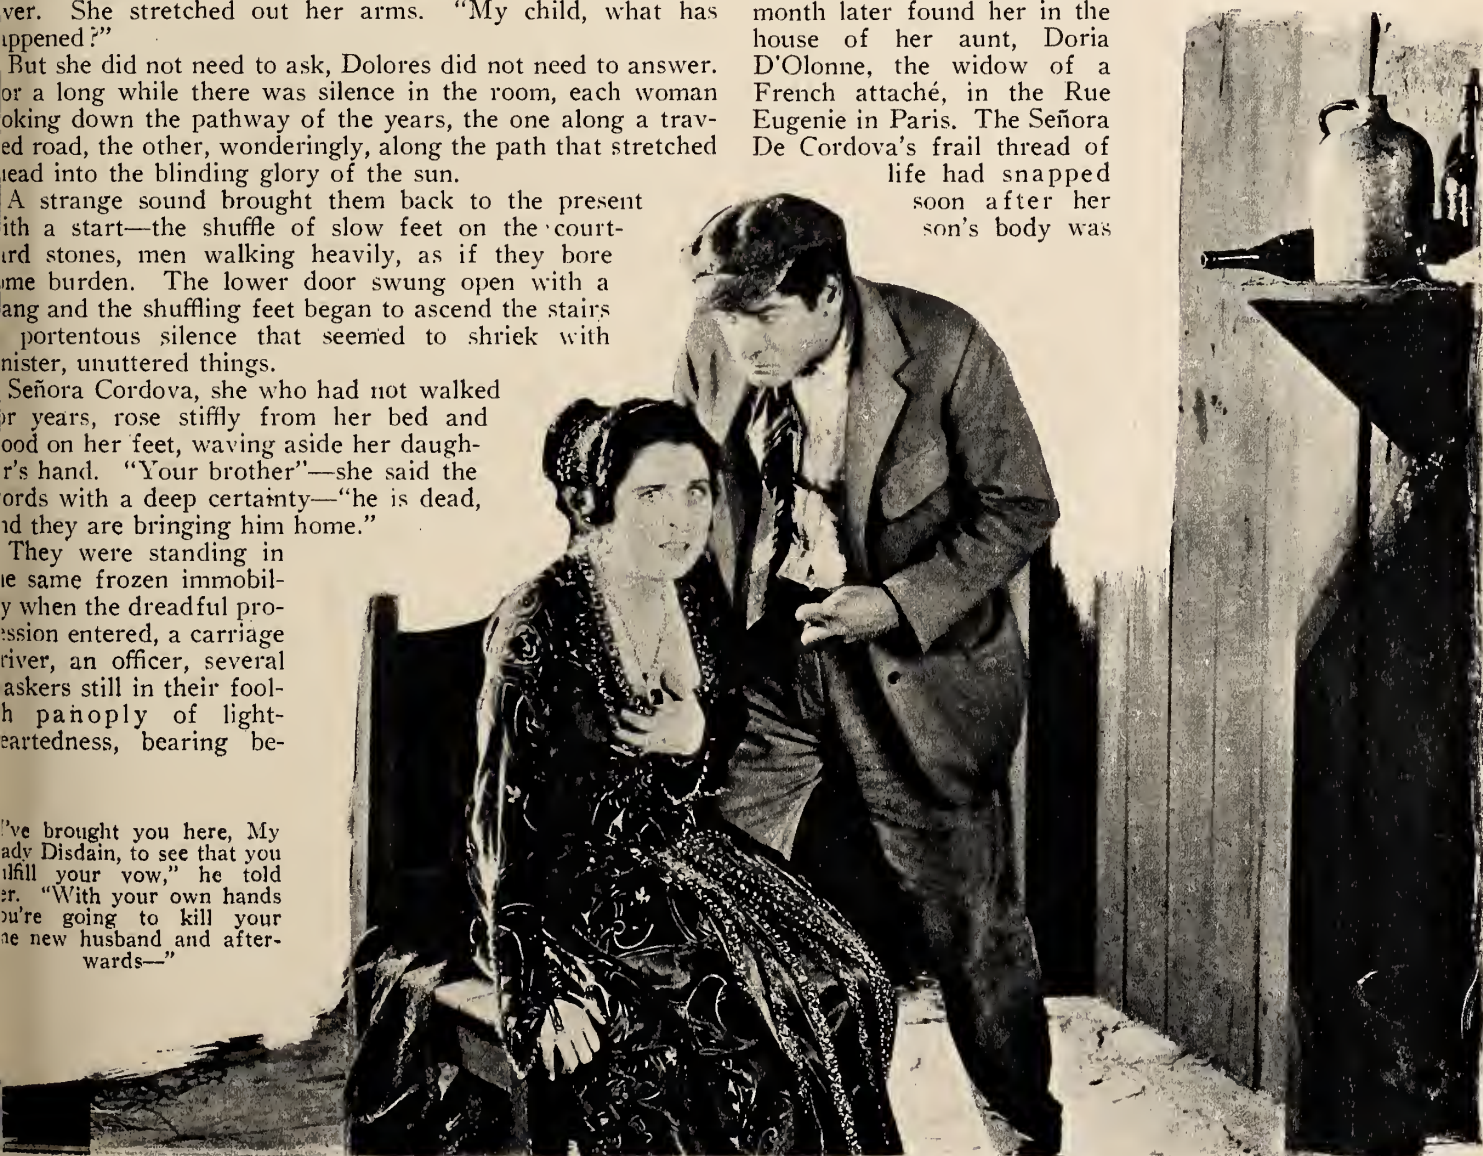 ver. She stretched out her arms. “My child, what has
appened?”
But she did not need to ask, Dolores did not need to answer.
or a long while there was silence in the room, each woman
oking down the pathway of the years, the one along a trav-
ed road, the other, wonderingly, along the path that stretched
ead into the blinding glory of the sun.
A strange sound brought them back to the present
ith a start—the shuffle of slow feet on the court-
ard stones, men walking heavily, as if they bore
me burden. The lower door swung open with a
ang and the shuffling feet began to ascend the stairs
portentous silence that seemed to shriek with
nister, unuttered things.
Señora Cordova, she who had not walked
or years, rose stiffly from her bed and
ood on her feet, waving aside her daugh-
r's hand. “Your brother”—she said the
ords with a deep certainty—“he is dead,
nd they are bringing him home.”
They were standing in
he same frozen immobil-
y when the dreadful pro-
ession entered, a carriage
river, an officer, several
askers still in their fool-
h panoply of light-
eartedness, bearing be-
“I've brought you here, My
ady Disdain, to see that you
ulfill your vow,” he told
er. “With your own hands
ou're going to kill your
ne new husband and after-
wards—”
month later found her in the
house of her aunt, Doria
D'Olonne, the widow of a
French attaché, in the Rue
Eugenie in Paris. The Señora
De Cordova's frail thread of
life had snapped
soon after her
son's body was